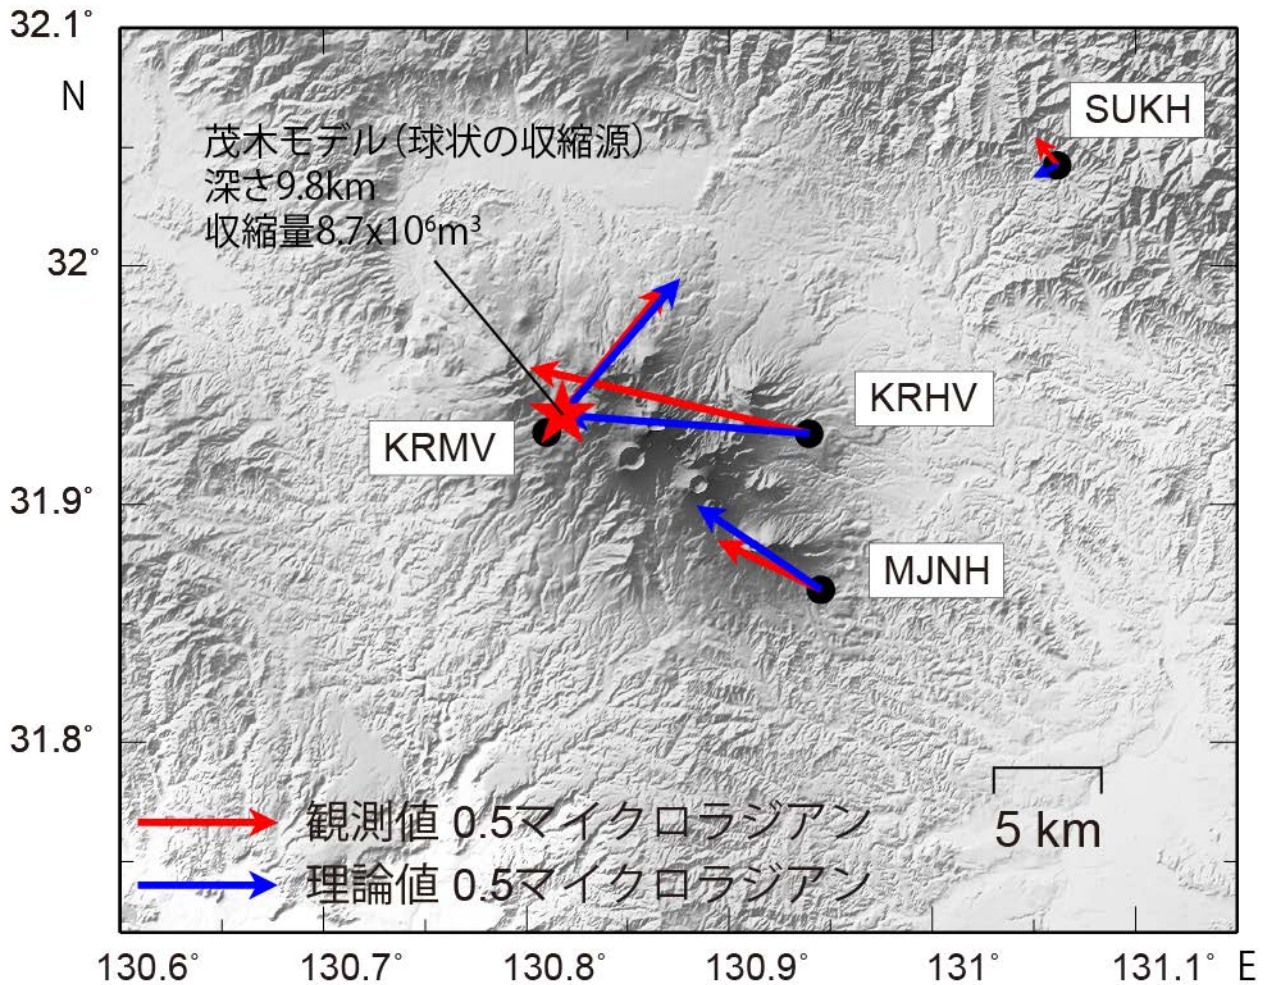 32.1°
N
SUKH
茂木モデル（球状の収縮源）
深さ9.8km
収縮量8.7x10⁶m³
32°
KRHV
KRMV
31.9°
MJNH
31.8°
観測値 0.5マイクロラジアン
5 km
理論値 0.5マイクロラジアン
130.6° 130.7° 130.8° 130.9° 131° 131.1° E